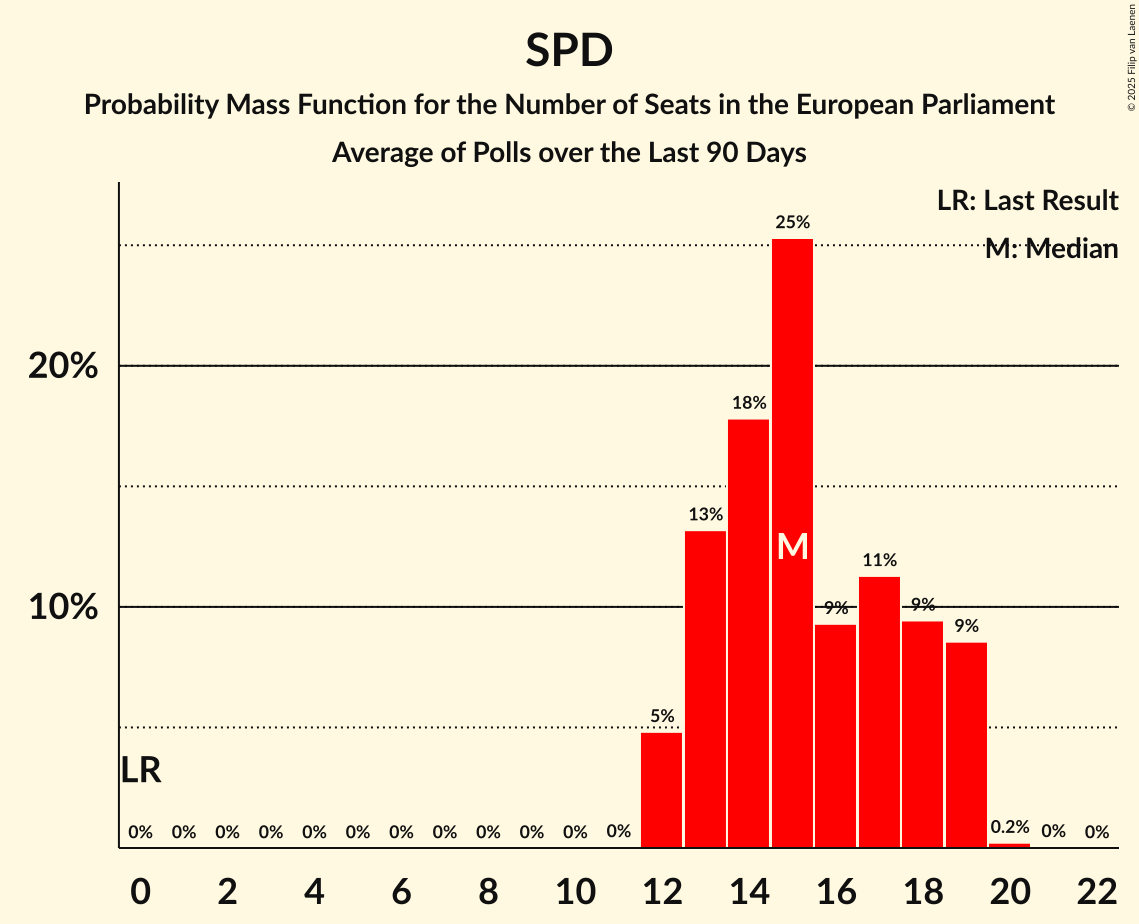 SPD
Probability Mass Function for the Number of Seats in the European Parliament
Average of Polls over the Last 90 Days
© 2025 Filip van Laenen
LR: Last Result
M: Median
25%
20%
18%
13%
M
11%
10%
9%
9%
9%
5%
LR
0% 0% 0% 0% 0% 0% 0% 0% 0% 0% 0% 0% 0.2% 0% 0%
0 2 4 6 8 10 12 14 16 18 20 22